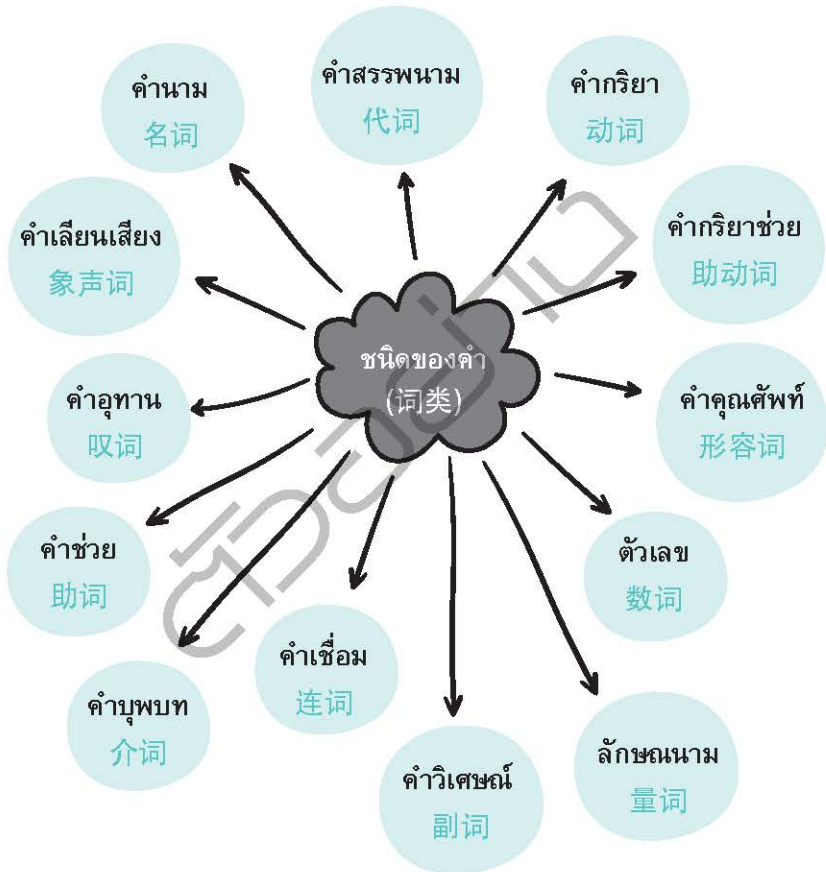 คำนาม
名词
คำสรรพนาม
代词
คำกริยา
动词
คำเลียนเสียง
象声词
คำกริยาช่วย
助动词
ชนิดของคำ
(词类)
คำอุทาน
叹词
คำคุณศัพท์
形容词
คำช่วย
助词
ตัวเลข
数词
คำบุพบท
介词
คำเชื่อม
连词
คำวิเศษณ์
副词
ลักษณนาม
量词
ตัวอย่าง